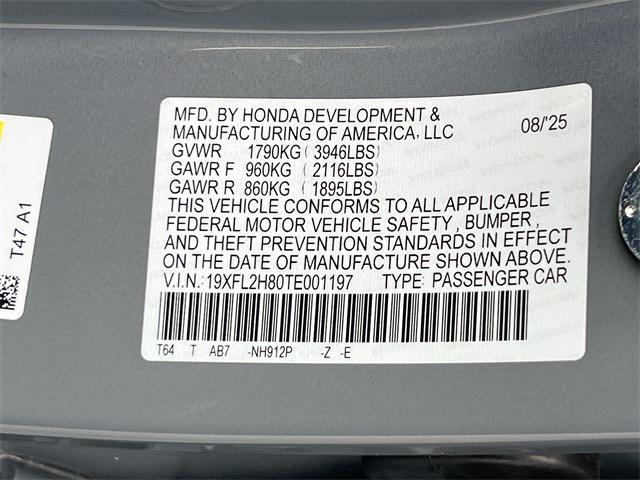 MFD. BY HONDA DEVELOPMENT &
MANUFACTURING OF AMERICA, LLC 08/'25
GVWR 1790KG (3946LBS)
GAWR F 960KG (2116LBS)
GAWR R 860KG (1895LBS)
THIS VEHICLE CONFORMS TO ALL APPLICABLE
FEDERAL MOTOR VEHICLE SAFETY, BUMPER,
AND THEFT PREVENTION STANDARDS IN EFFECT
ON THE DATE OF MANUFACTURE SHOWN ABOVE.
V.I.N.:19XFL2H80TE001197 TYPE: PASSENGER CAR
T64 T AB7 -NH912P -Z -E
T47 A1